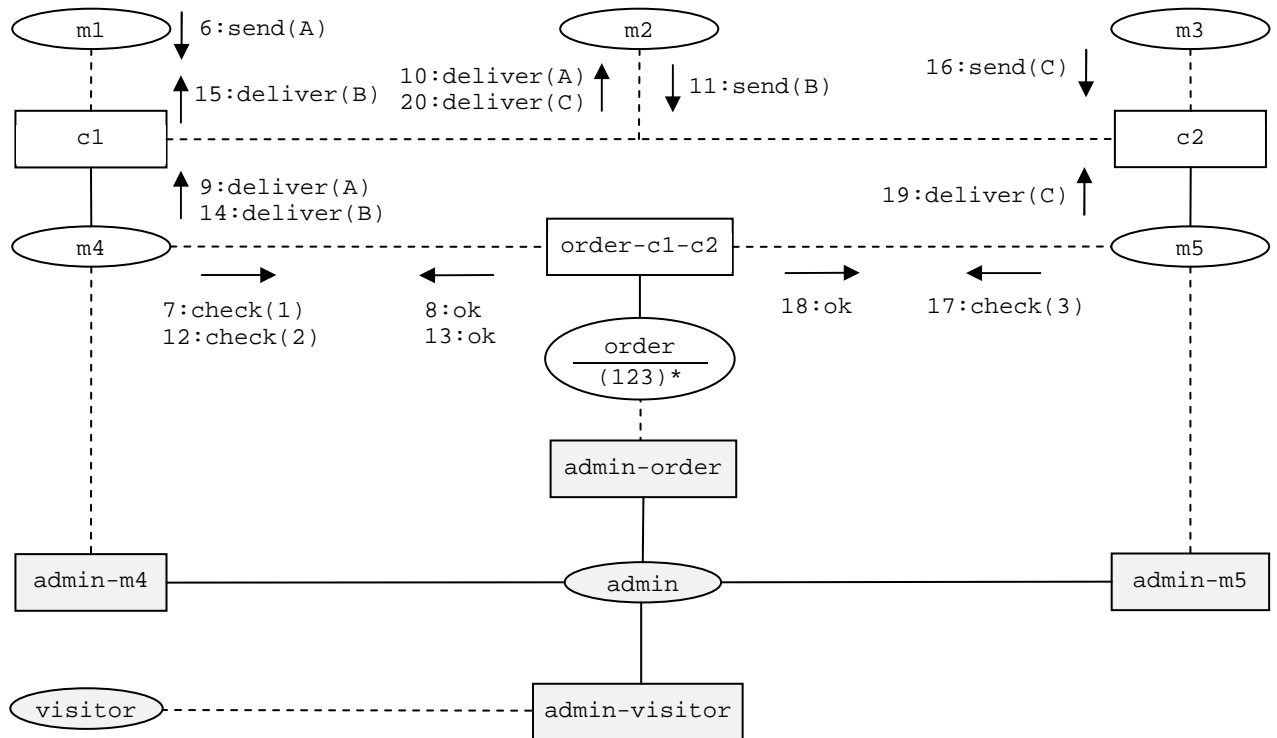 m1
6:send(A)
m2
m3
10:deliver(A)
20:deliver(C)
11:send(B)
16:send(C)
15:deliver(B)
c1
c2
9:deliver(A)
14:deliver(B)
19:deliver(C)
m4
order-c1-c2
m5
7:check(1)
12:check(2)
8:ok
13:ok
18:ok
17:check(3)
order
(123)*
admin-order
admin-m4
admin
admin-m5
visitor
admin-visitor